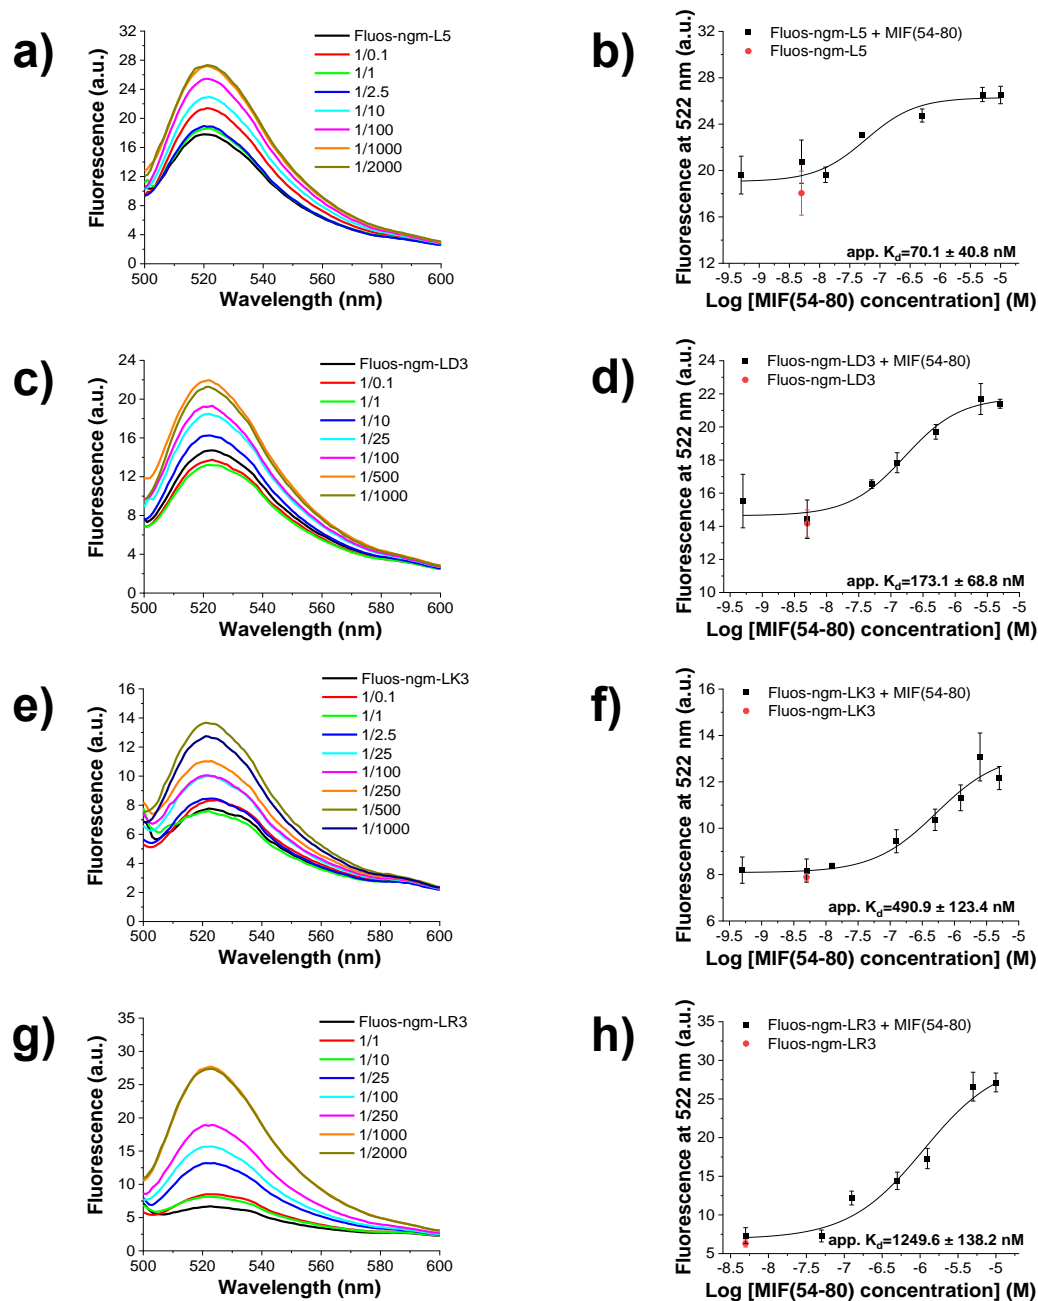 a)
Fluorescence (a.u.)
32
28
24
20
16
12
8
4
0
500 520 540 560 580 600
Wavelength (nm)
Fluos-ngm-L5
1/0.1
1/1
1/2.5
1/10
1/100
1/1000
1/2000
b)
Fluorescence at 522 nm (a.u.)
32
28
24
20
16
12
Fluos-ngm-L5 + MIF(54-80)
Fluos-ngm-L5
app. Kd=70.1 ± 40.8 nM
-9.5 -9 -8.5 -8 -7.5 -7 -6.5 -6 -5.5 -5
Log [MIF(54-80) concentration] (M)
c)
Fluorescence (a.u.)
24
20
16
12
8
4
0
500 520 540 560 580 600
Wavelength (nm)
Fluos-ngm-LD3
1/0.1
1/1
1/10
1/25
1/100
1/500
1/1000
d)
Fluorescence at 522 nm (a.u.)
24
22
20
18
16
14
12
10
Fluos-ngm-LD3 + MIF(54-80)
Fluos-ngm-LD3
app. Kd=173.1 ± 68.8 nM
-9.5 -9 -8.5 -8 -7.5 -7 -6.5 -6 -5.5 -5
Log [MIF(54-80) concentration] (M)
e)
Fluorescence (a.u.)
16
14
12
10
8
6
4
2
0
500 520 540 560 580 600
Wavelength (nm)
Fluos-ngm-LK3
1/0.1
1/1
1/2.5
1/25
1/100
1/250
1/500
1/1000
f)
Fluorescence at 522 nm (a.u.)
16
14
12
10
8
6
Fluos-ngm-LK3 + MIF(54-80)
Fluos-ngm-LK3
app. Kd=490.9 ± 123.4 nM
-9.5 -9 -8.5 -8 -7.5 -7 -6.5 -6 -5.5 -5
Log [MIF(54-80) concentration] (M)
g)
Fluorescence (a.u.)
35
30
25
20
15
10
5
0
500 520 540 560 580 600
Wavelength (nm)
Fluos-ngm-LR3
1/1
1/10
1/25
1/100
1/250
1/1000
1/2000
h)
Fluorescence at 522 nm (a.u.)
35
30
25
20
15
10
5
Fluos-ngm-LR3 + MIF(54-80)
Fluos-ngm-LR3
app. Kd=1249.6 ± 138.2 nM
-8.5 -8 -7.5 -7 -6.5 -6 -5.5 -5
Log [MIF(54-80) concentration] (M)